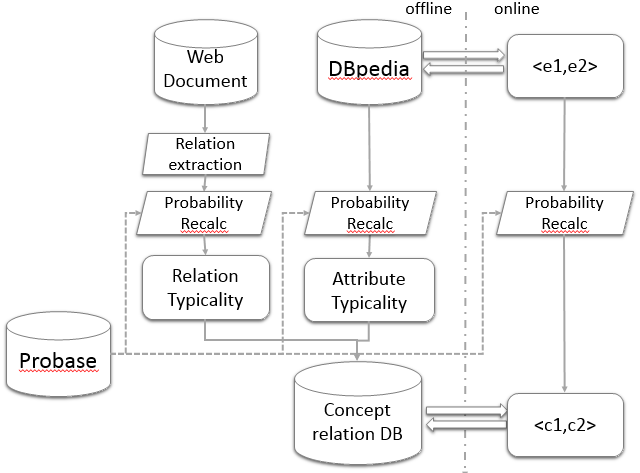 offline
online
Web
Document
DBpedia
<e1,e2>
Relation
extraction
Probability
Recalc
Probability
Recalc
Probability
Recalc
Relation
Typicality
Attribute
Typicality
Probase
Concept
relation DB
<c1,c2>